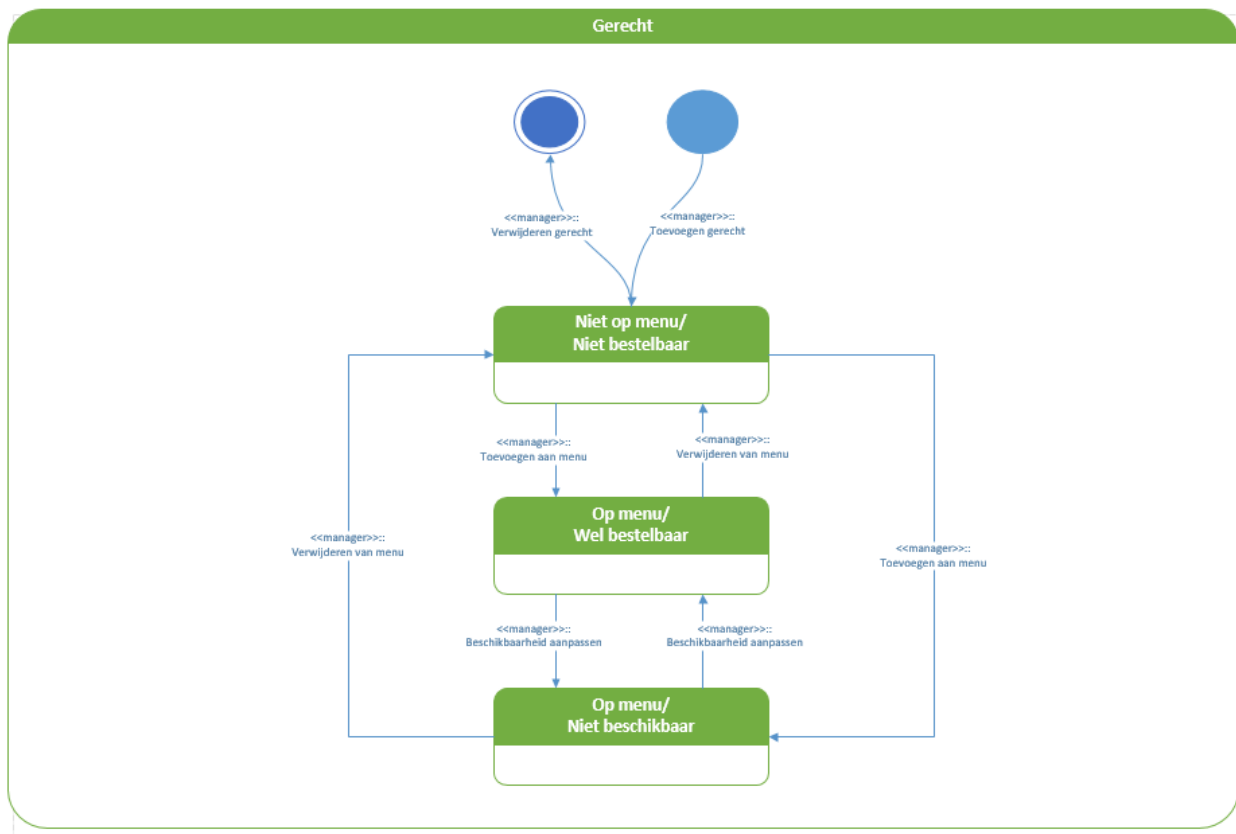 Gerecht
<<manager>>::
Verwijderen gerecht
<<manager>>::
Toevoegen gerecht
Niet op menu/
Niet bestelbaar
<<manager>>::
Toevoegen aan menu
<<manager>>::
Verwijderen van menu
Op menu/
Wel bestelbaar
<<manager>>::
Verwijderen van menu
<<manager>>::
Toevoegen aan menu
<<manager>>::
Beschikbaarheid aanpassen
<<manager>>::
Beschikbaarheid aanpassen
Op menu/
Niet beschikbaar